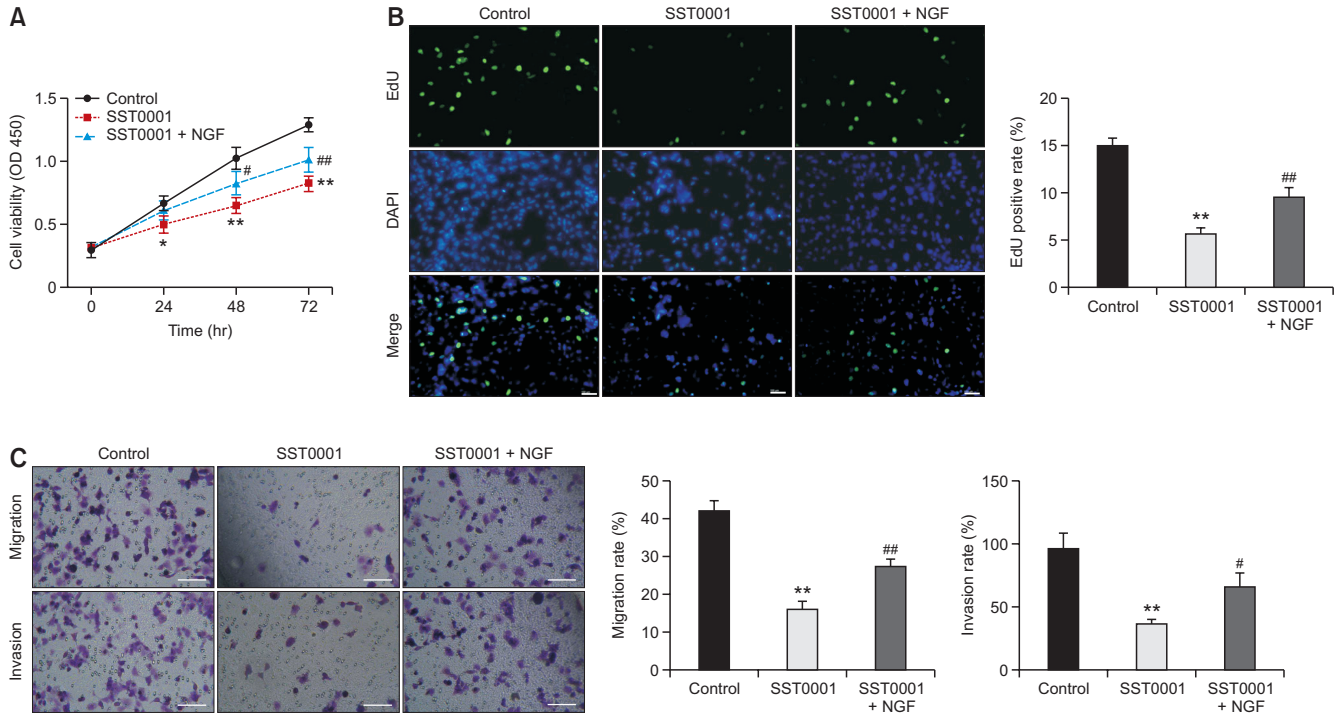 A
Cell viability (OD 450)
1.5
1.0
0.5
0
Control
SST0001
SST0001 + NGF
#
##
*
**
**
0
24
48
72
Time (hr)
B
Control
SST0001
SST0001 + NGF
EdU
DAPI
Merge
EdU positive rate (%)
20
15
10
5
0
**
##
Control
SST0001
SST0001
+ NGF
C
Control
SST0001
SST0001 + NGF
Migration
Invasion
Migration rate (%)
50
40
30
20
10
0
**
##
Control
SST0001
SST0001
+ NGF
Invasion rate (%)
150
100
50
0
**
#
Control
SST0001
SST0001
+ NGF